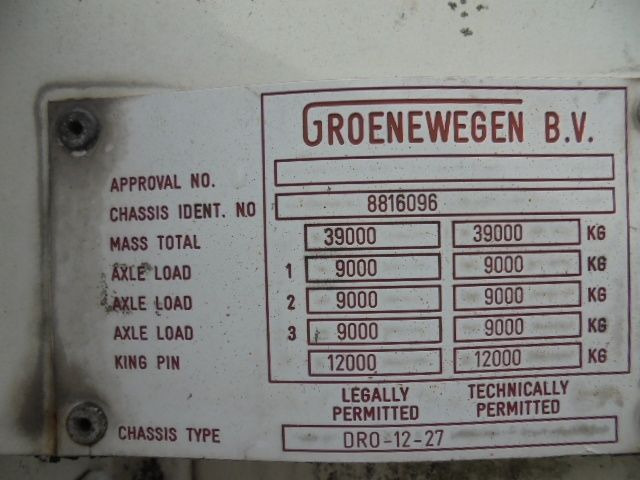 GROENEWEGEN B.V.
APPROVAL NO.
CHASSIS IDENT. NO 8816096
MASS TOTAL 39000 39000 KG
AXLE LOAD 1 9000 9000 KG
AXLE LOAD 2 9000 9000 KG
AXLE LOAD 3 9000 9000 KG
KING PIN 12000 12000 KG
LEGALLY PERMITTED TECHNICALLY PERMITTED
CHASSIS TYPE DRO-12-27